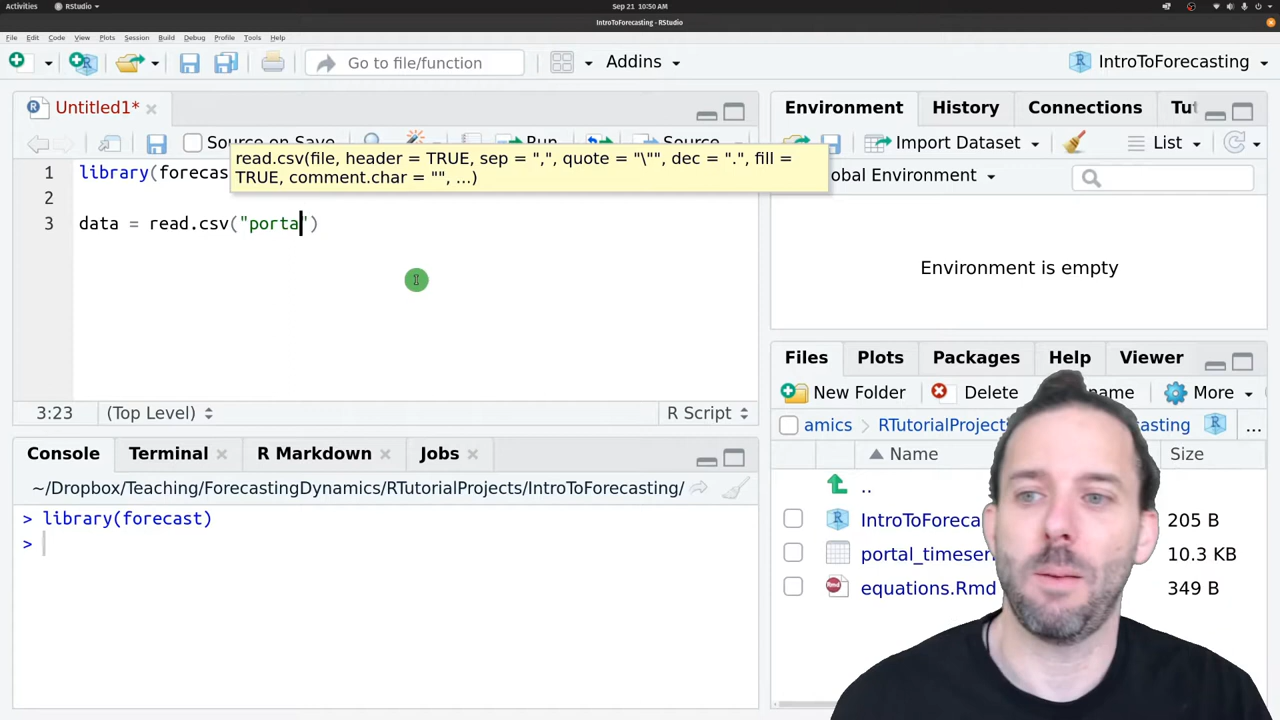 Activities RStudio Sep 21 10:50 AM
IntroToForecasting - RStudio
File Edit Code View Plots Session Build Debug Profile Tools Help
Go to file/function Addins IntroToForecasting
Untitled1*
Source on Save Run Source
1 library(forecas
2
3 data = read.csv("porta")
read.csv(file, header = TRUE, sep = ",", quote = "\"", dec = ".", fill =
TRUE, comment.char = "", ...)
3:23 (Top Level) R Script
Console Terminal R Markdown Jobs
~/Dropbox/Teaching/ForecastingDynamics/RTutorialProjects/IntroToForecasting/
> library(forecast)
>
Environment History Connections Tut
Import Dataset List
obal Environment
Environment is empty
Files Plots Packages Help Viewer
New Folder Delete name More
amics > RTutorialProject asting ...
Name Size
..
IntroToForeca 205 B
portal_timeser 10.3 KB
equations.Rmd 349 B